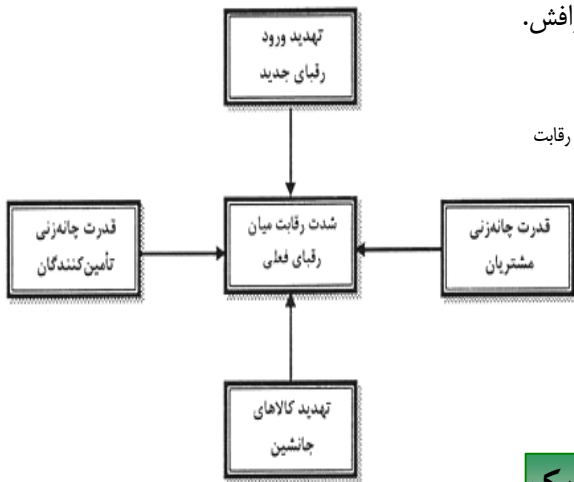 تهدید ورود
رقبای جدید
رقابت
قدرت چانه‌زنی
مشتریان
شدت رقابت میان
رقبای فعلی
قدرت چانه‌زنی
تأمین‌کنندگان
تهدید کالاهای
جانشین